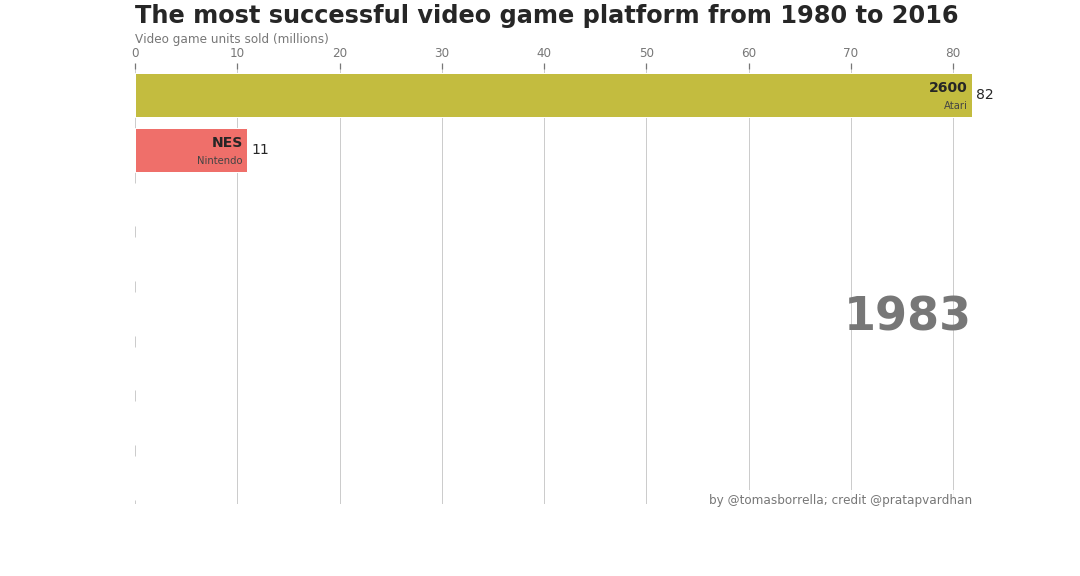 The most successful video game platform from 1980 to 2016
Video game units sold (millions)
0 10 20 30 40 50 60 70 80
2600
Atari
82
NES
Nintendo
11
1983
by @tomasborrella; credit @pratapvardhan